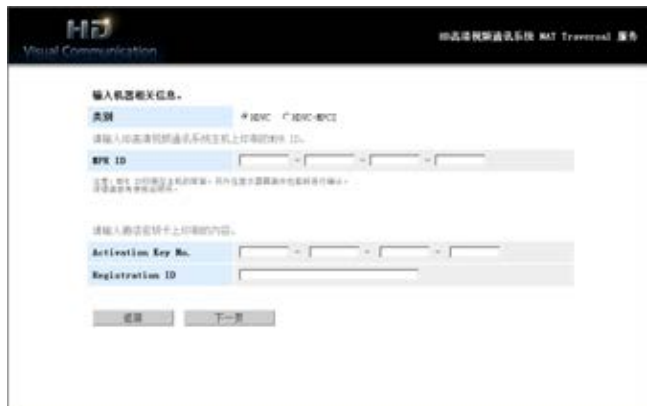 HD
Visual Communication
HD高清视频通讯系统 NAT Traversal 服务
输入机器相关信息。
类别
HDVC HDVC-MPCS
请输入HD高清视频通讯系统主机上印刷的MPR ID。
MPR ID
- - -
请输入激活密钥卡上印刷的内容。
Activation Key No.
- - -
Registration ID
返回 下一页